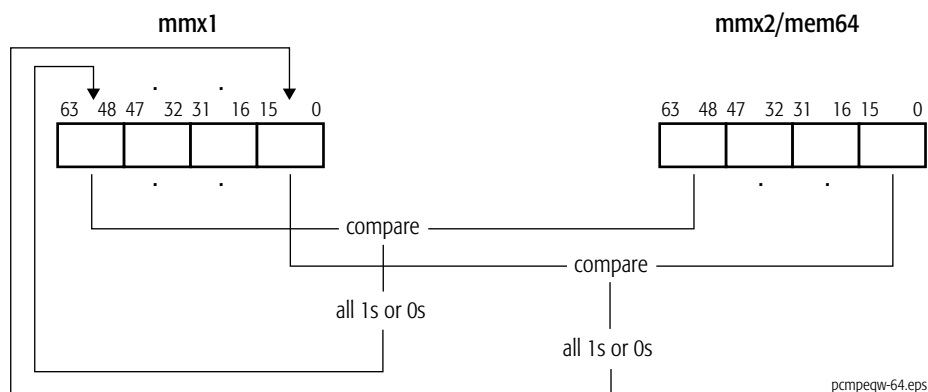 mmx1 mmx2/mem64
. .
63 48 47 32 31 16 15 0 63 48 47 32 31 16 15 0
. . . .
compare
compare
all 1s or 0s
all 1s or 0s
pcmpeqw-64.eps